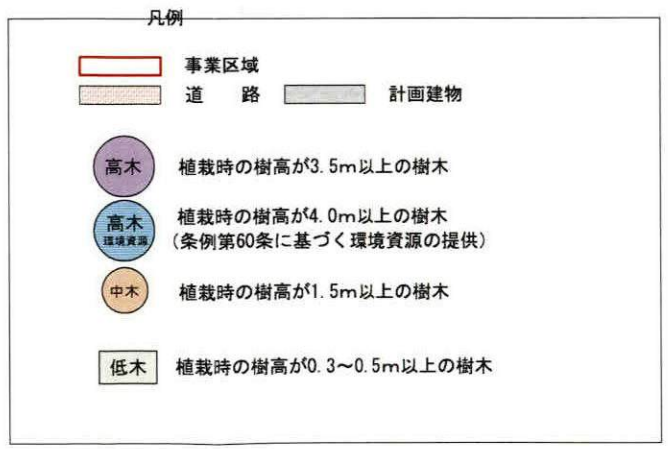 凡例
事業区域
道　路　計画建物
高木　植栽時の樹高が3.5m以上の樹木
高木
環境資源
植栽時の樹高が4.0m以上の樹木
(条例第60条に基づく環境資源の提供)
中木　植栽時の樹高が1.5m以上の樹木
低木　植栽時の樹高が0.3～0.5m以上の樹木